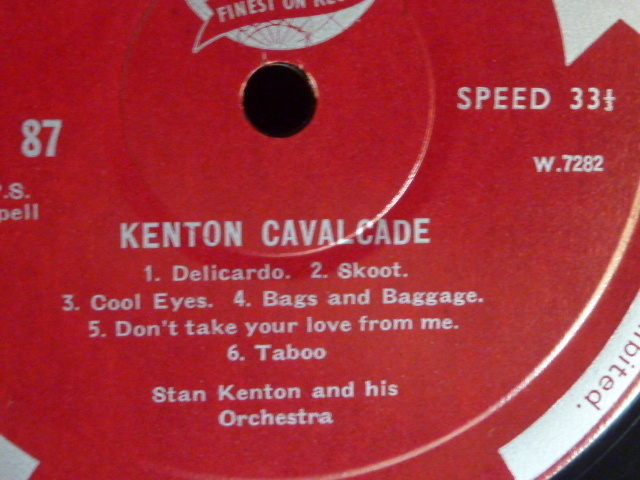 FINEST ON
SPEED 33⅓
87
W.7282
KENTON CAVALCADE
1. Delicardo. 2. Skoot.
3. Cool Eyes. 4. Bags and Baggage.
5. Don't take your love from me.
6. Taboo
Stan Kenton and his
Orchestra